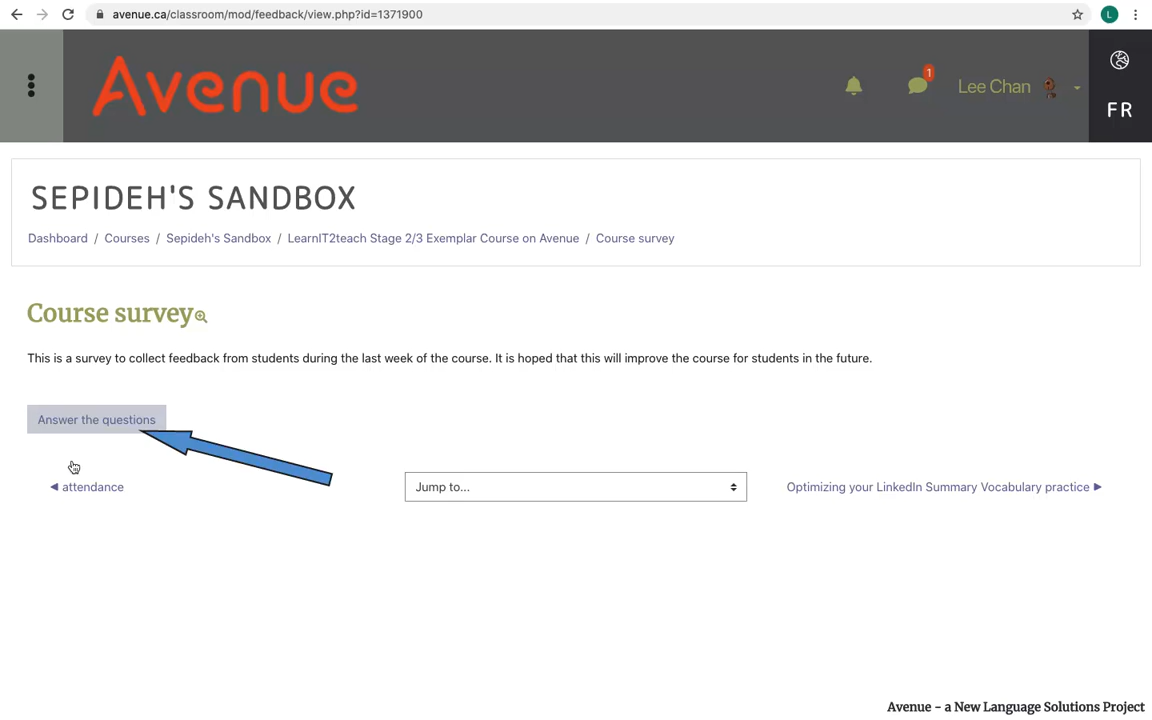 avenue.ca/classroom/mod/feedback/view.php?id=1371900
L
Avenue
1
Lee Chan
FR
SEPIDEH'S SANDBOX
Dashboard / Courses / Sepideh's Sandbox / LearnIT2teach Stage 2/3 Exemplar Course on Avenue / Course survey
Course survey
This is a survey to collect feedback from students during the last week of the course. It is hoped that this will improve the course for students in the future.
Answer the questions
◀ attendance
Jump to...
Optimizing your LinkedIn Summary Vocabulary practice ▶
Avenue - a New Language Solutions Project